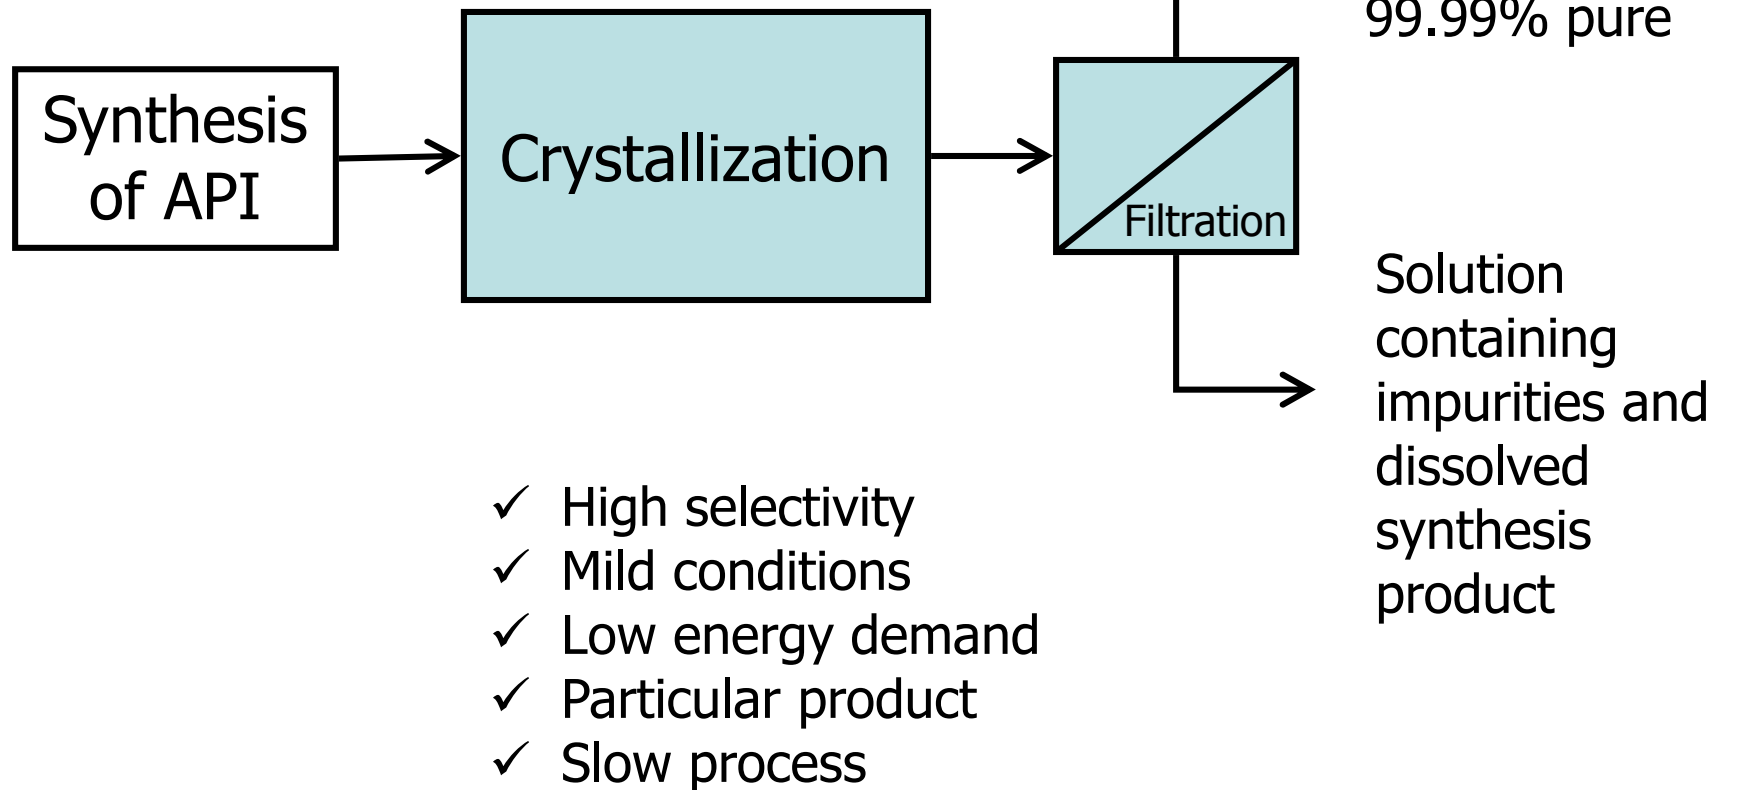 99.99% pure
Synthesis
of API
Crystallization
Filtration
Solution
containing
impurities and
dissolved
synthesis
product
✓ High selectivity
✓ Mild conditions
✓ Low energy demand
✓ Particular product
✓ Slow process